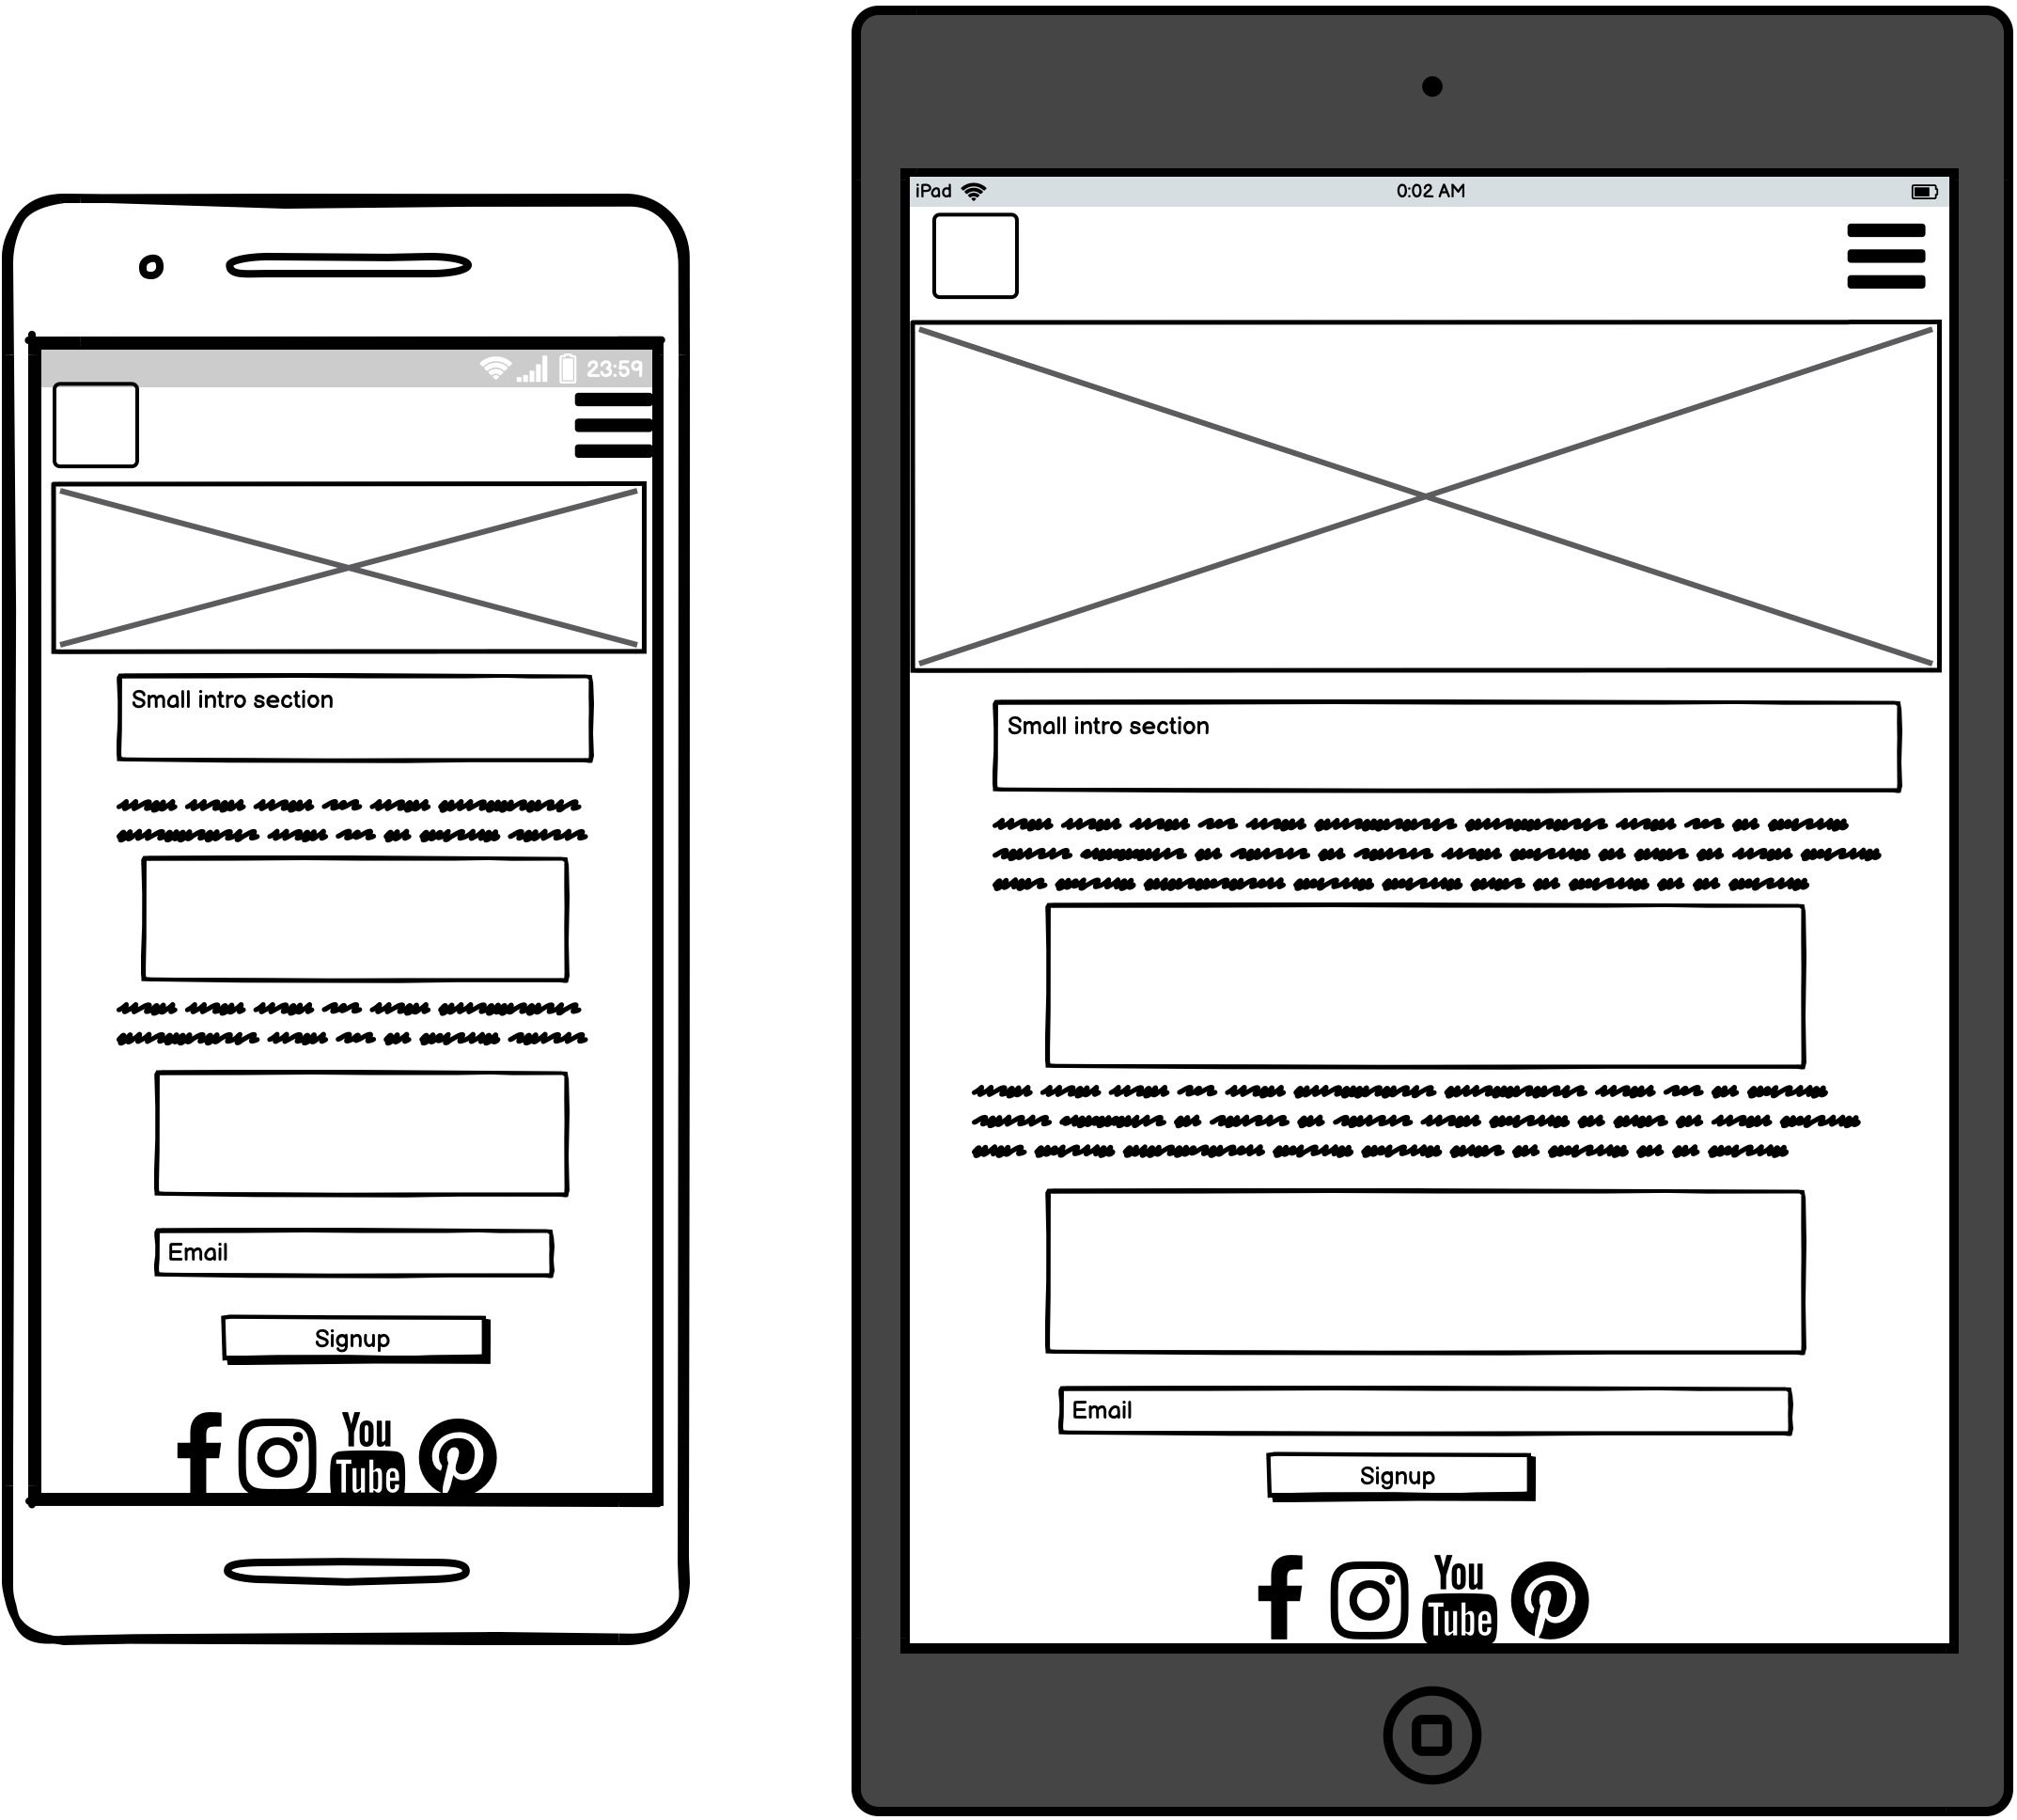 23:59
Small intro section
Email
Signup
You
Tube
iPad 0:02 AM
Small intro section
Email
Signup
You
Tube